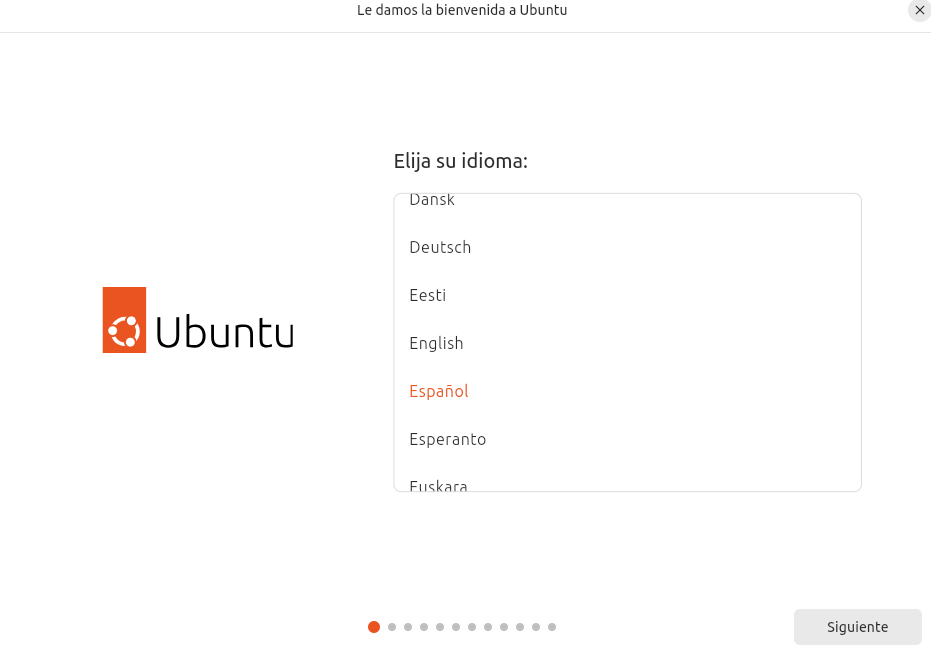 Le damos la bienvenida a Ubuntu
Elija su idioma:
Dansk
Deutsch
Eesti
English
Español
Esperanto
Euskara
Ubuntu
Siguiente